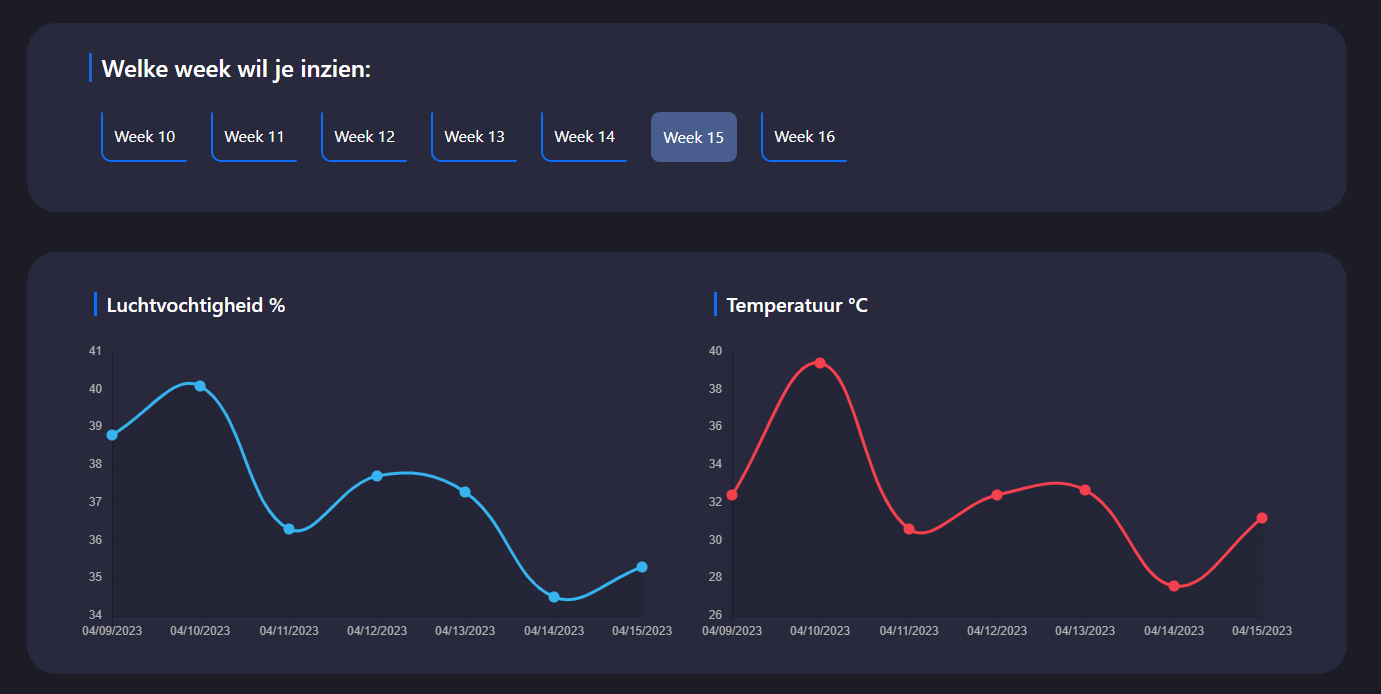 Welke week wil je inzien:
Week 10 Week 11 Week 12 Week 13 Week 14 Week 15 Week 16
Luchtvochtigheid %
41
40
39
38
37
36
35
34
04/09/2023 04/10/2023 04/11/2023 04/12/2023 04/13/2023 04/14/2023 04/15/2023
Temperatuur °C
40
38
36
34
32
30
28
26
04/09/2023 04/10/2023 04/11/2023 04/12/2023 04/13/2023 04/14/2023 04/15/2023